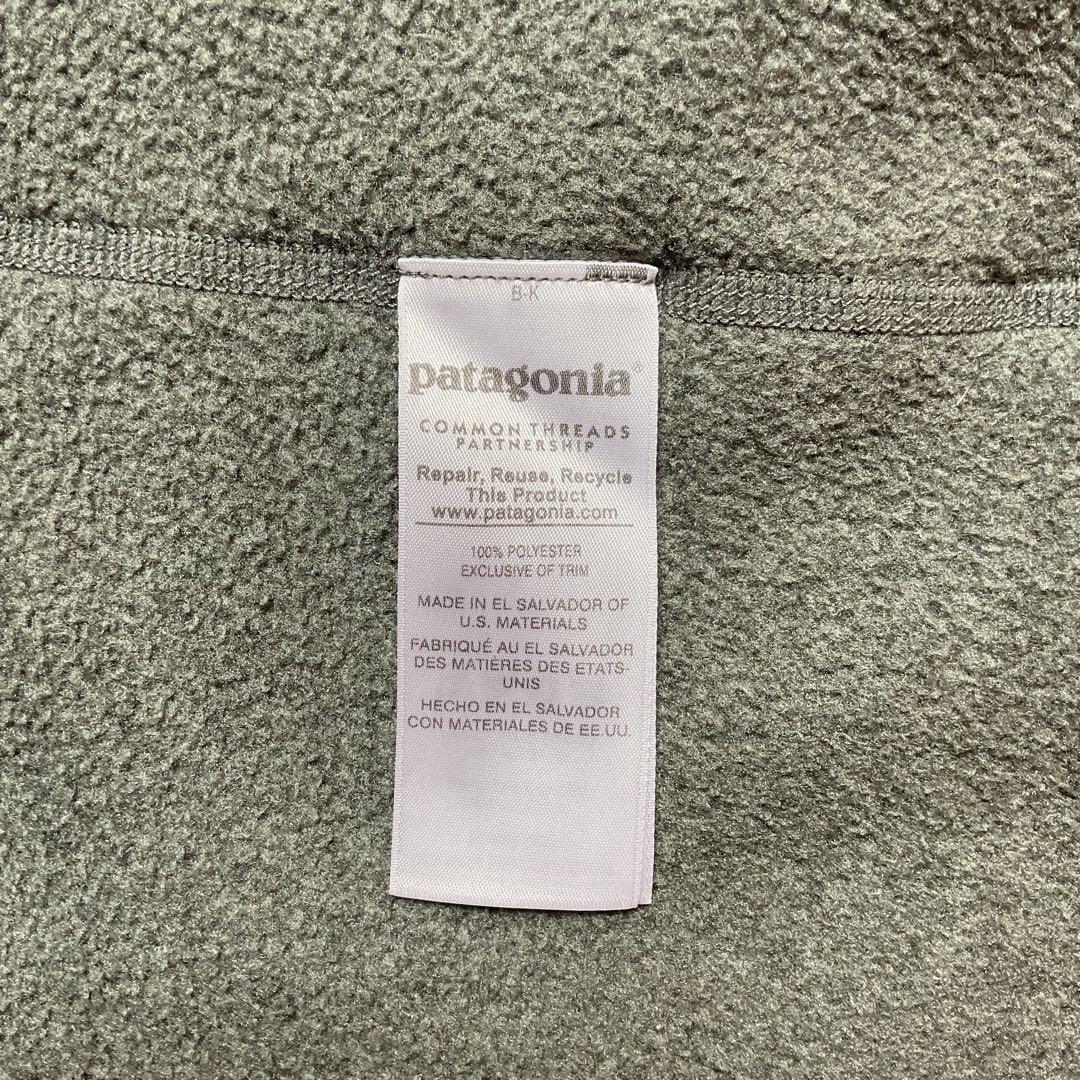 B-K
patagonia®
COMMON THREADS
PARTNERSHIP
Repair, Reuse, Recycle
This Product
www.patagonia.com
100% POLYESTER
EXCLUSIVE OF TRIM
MADE IN EL SALVADOR OF
U.S. MATERIALS
FABRIQUÉ AU EL SALVADOR
DES MATIÈRES DES ETATS-
UNIS
HECHO EN EL SALVADOR
CON MATERIALES DE EE.UU.